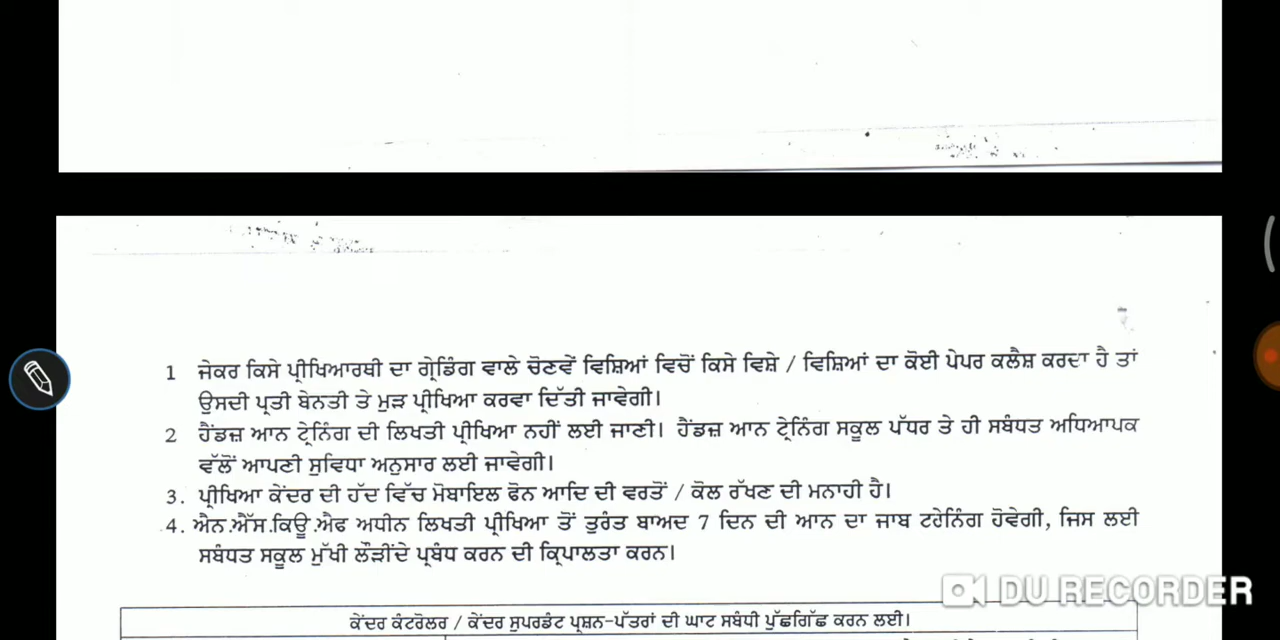 1 ਜੇਕਰ ਕਿਸੇ ਪ੍ਰੀਖਿਆਰਥੀ ਦਾ ਗ੍ਰੇਡਿੰਗ ਵਾਲੇ ਚੋਣਵੇਂ ਵਿਸ਼ਿਆਂ ਵਿਚੋਂ ਕਿਸੇ ਵਿਸ਼ੇ / ਵਿਸ਼ਿਆਂ ਦਾ ਕੋਈ ਪੇਪਰ ਕਲੈਸ਼ ਕਰਦਾ ਹੈ ਤਾਂ
ਉਸਦੀ ਪ੍ਰਤੀ ਬੇਨਤੀ ਤੇ ਮੁੜ ਪ੍ਰੀਖਿਆ ਕਰਵਾ ਦਿੱਤੀ ਜਾਵੇਗੀ।
2 ਹੈਂਡਜ਼ ਆਨ ਟ੍ਰੇਨਿੰਗ ਦੀ ਲਿਖਤੀ ਪ੍ਰੀਖਿਆ ਨਹੀਂ ਲਈ ਜਾਣੀ। ਹੈਂਡਜ਼ ਆਨ ਟ੍ਰੇਨਿੰਗ ਸਕੂਲ ਪੱਧਰ ਤੇ ਹੀ ਸਬੰਧਤ ਅਧਿਆਪਕ
ਵੱਲੋਂ ਆਪਣੀ ਸੁਵਿਧਾ ਅਨੁਸਾਰ ਲਈ ਜਾਵੇਗੀ।
3. ਪ੍ਰੀਖਿਆ ਕੇਂਦਰ ਦੀ ਹੱਦ ਵਿੱਚ ਮੋਬਾਇਲ ਫੋਨ ਆਦਿ ਦੀ ਵਰਤੋਂ / ਕੋਲ ਰੱਖਣ ਦੀ ਮਨਾਹੀ ਹੈ।
4. ਐਨ.ਐੱਸ.ਕਿਊ.ਐਫ ਅਧੀਨ ਲਿਖਤੀ ਪ੍ਰੀਖਿਆ ਤੋਂ ਤੁਰੰਤ ਬਾਅਦ 7 ਦਿਨ ਦੀ ਆਨ ਦਾ ਜਾਬ ਟਰੇਨਿੰਗ ਹੋਵੇਗੀ, ਜਿਸ ਲਈ
ਸਬੰਧਤ ਸਕੂਲ ਮੁੱਖੀ ਲੋੜੀਂਦੇ ਪ੍ਰਬੰਧ ਕਰਨ ਦੀ ਕ੍ਰਿਪਾਲਤਾ ਕਰਨ।
DU RECORDER
ਕੇਂਦਰ ਕੰਟਰੋਲਰ / ਕੇਂਦਰ ਸੁਪਰਡੰਟ ਪ੍ਰਸ਼ਨ-ਪੱਤਰਾਂ ਦੀ ਘਾਟ ਸਬੰਧੀ ਪੁੱਛਗਿੱਛ ਕਰਨ ਲਈ।